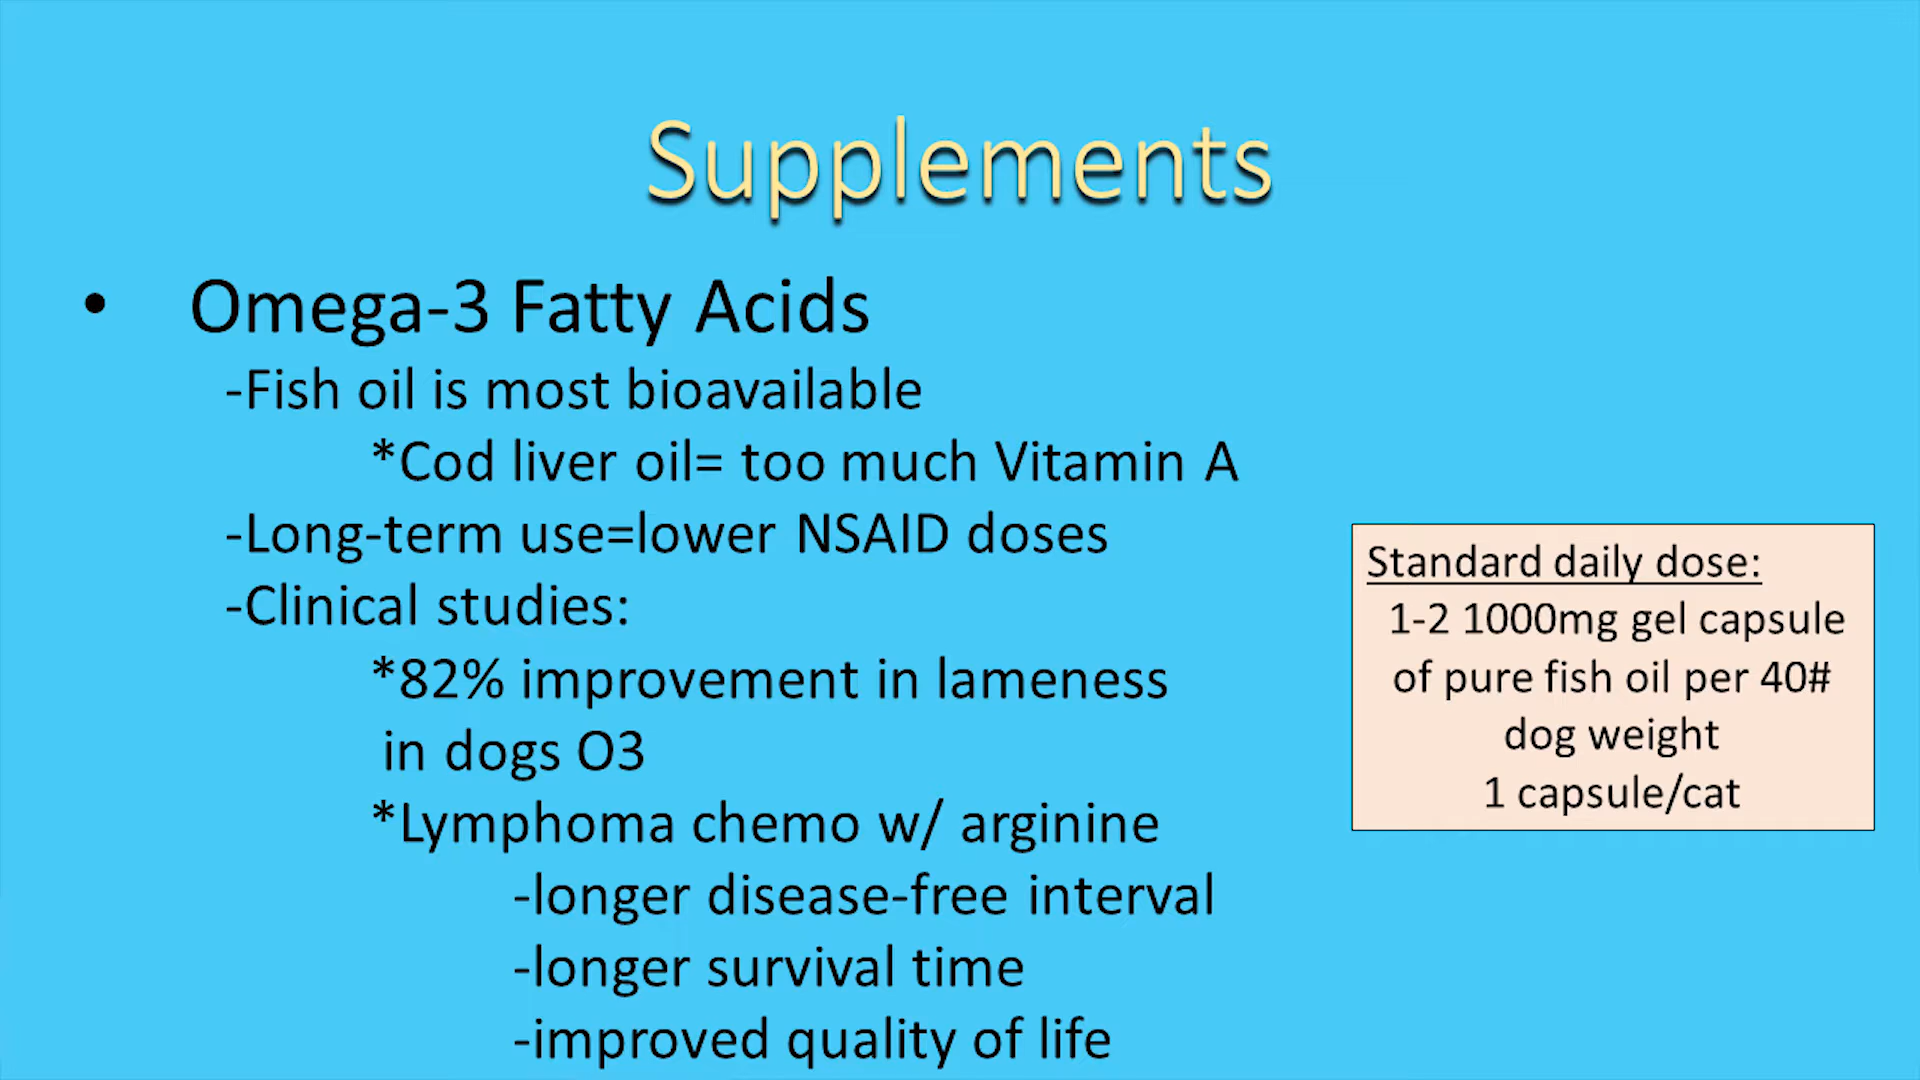 Supplements
• Omega-3 Fatty Acids
-Fish oil is most bioavailable
*Cod liver oil= too much Vitamin A
-Long-term use=lower NSAID doses
-Clinical studies:
*82% improvement in lameness
in dogs O3
*Lymphoma chemo w/ arginine
-longer disease-free interval
-longer survival time
-improved quality of life
Standard daily dose:
1-2 1000mg gel capsule
of pure fish oil per 40#
dog weight
1 capsule/cat